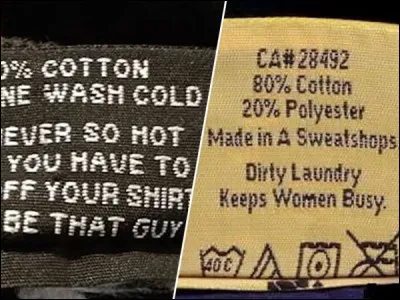 0% COTTON
NE WASH COLD
EVER SO HOT
YOU HAVE TO
FF YOUR SHIRT
BE THAT GUY
CA#28492
80% Cotton
20% Polyester
Made in A Sweatshops
Dirty Laundry
Keeps Women Busy.
40C